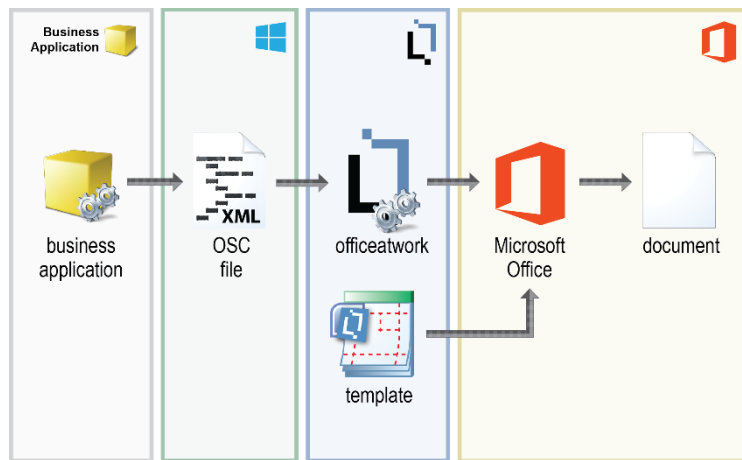 Business
Application
XML
business
application
OSC
file
officeatwork
Microsoft
Office
document
template